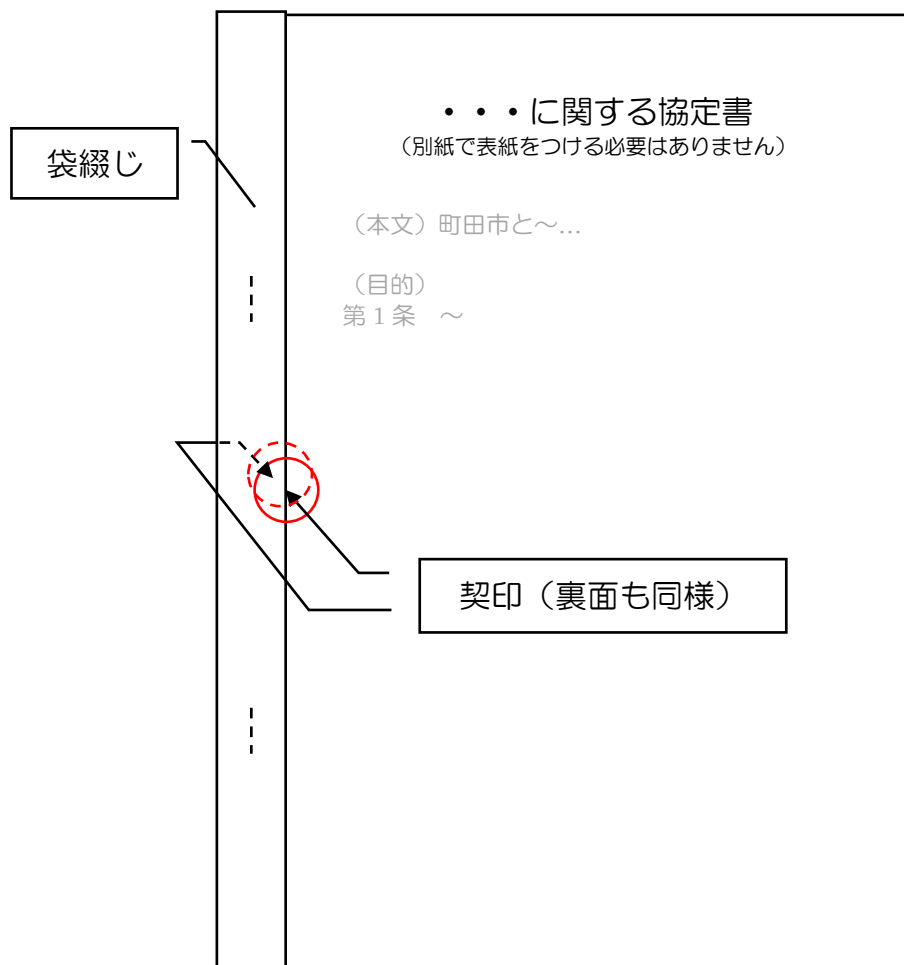 ・・・に関する協定書
（別紙で表紙をつける必要はありません）
袋綴じ
（本文）町田市と～…
（目的）
第１条　～
契印（裏面も同様）